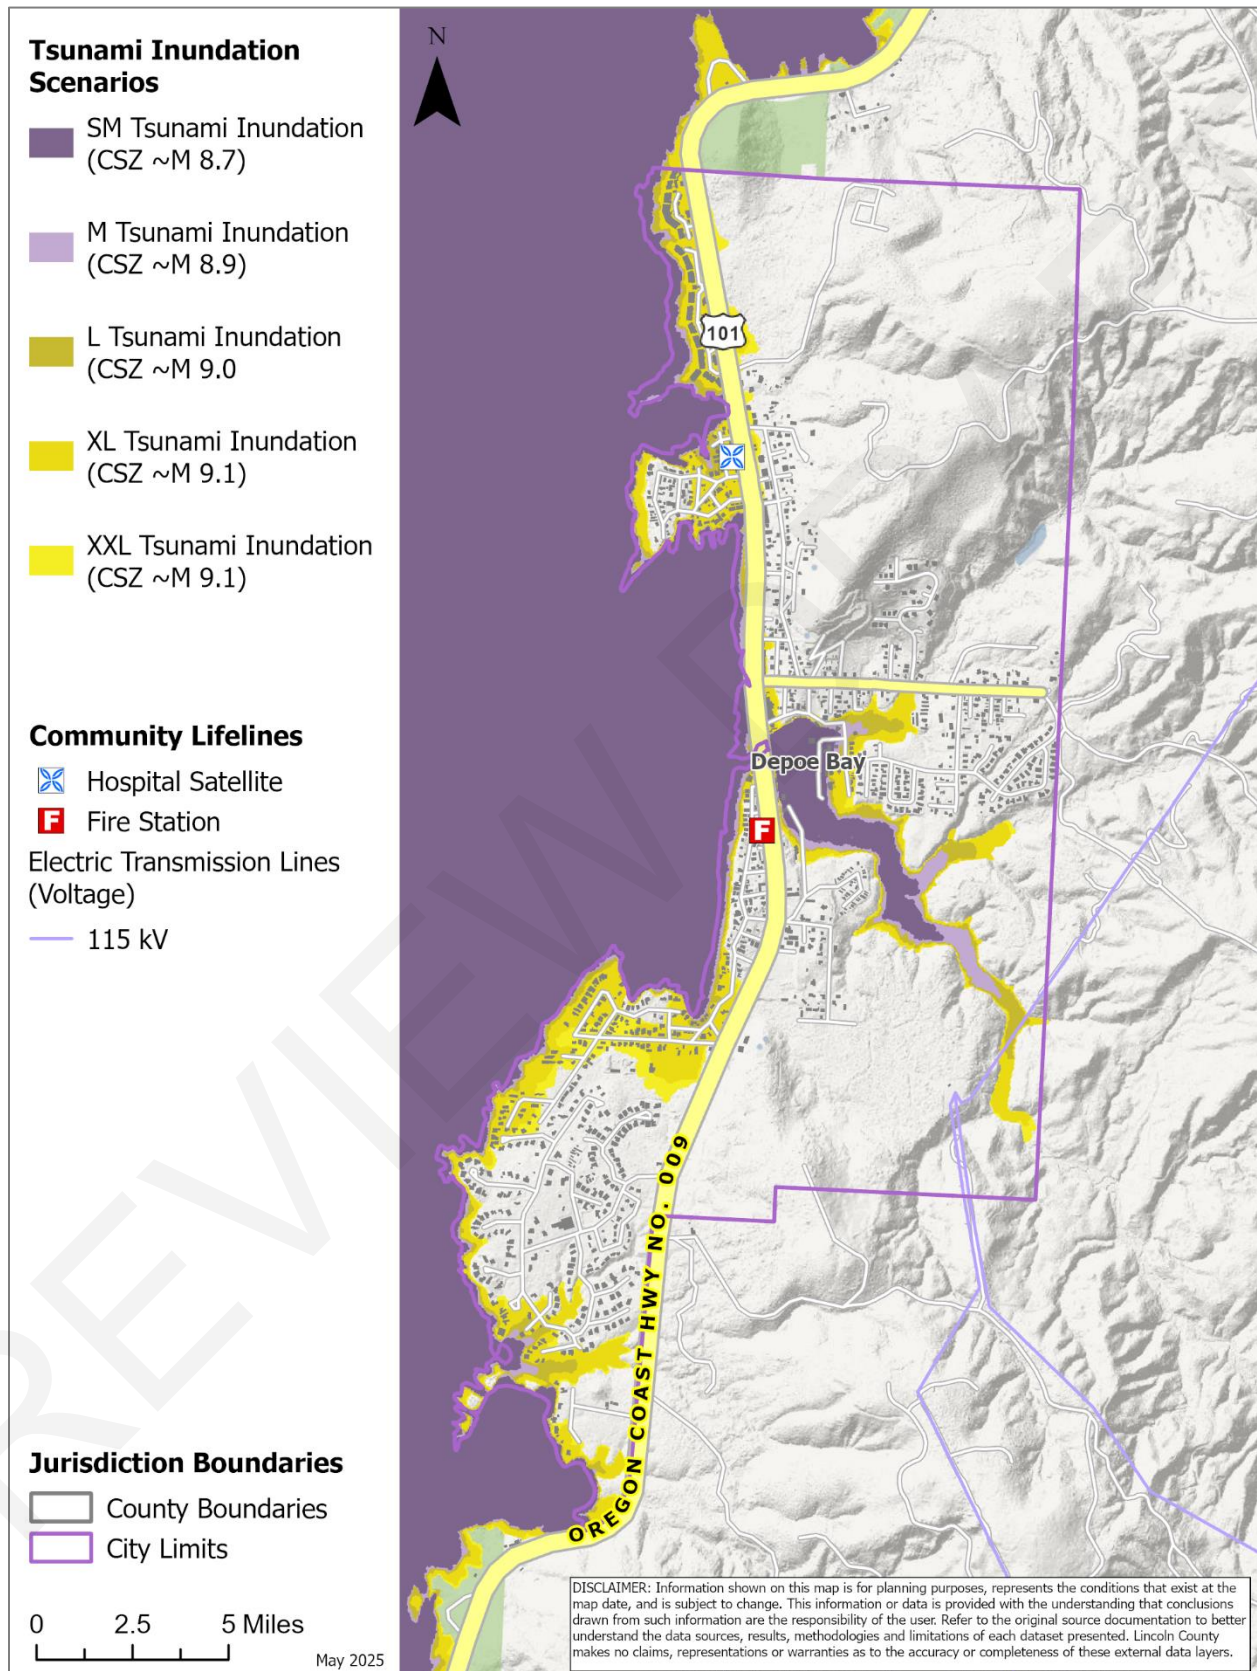 Tsunami Inundation
Scenarios
SM Tsunami Inundation
(CSZ ~M 8.7)
M Tsunami Inundation
(CSZ ~M 8.9)
L Tsunami Inundation
(CSZ ~M 9.0
XL Tsunami Inundation
(CSZ ~M 9.1)
XXL Tsunami Inundation
(CSZ ~M 9.1)
Community Lifelines
Hospital Satellite
F Fire Station
Electric Transmission Lines
(Voltage)
115 kV
Jurisdiction Boundaries
County Boundaries
City Limits
0 2.5 5 Miles
May 2025
N
101
Depoe Bay
F
OREGON COAST HWY NO. 009
DISCLAIMER: Information shown on this map is for planning purposes, represents the conditions that exist at the
map date, and is subject to change. This information or data is provided with the understanding that conclusions
drawn from such information are the responsibility of the user. Refer to the original source documentation to better
understand the data sources, results, methodologies and limitations of each dataset presented. Lincoln County
makes no claims, representations or warranties as to the accuracy or completeness of these external data layers.